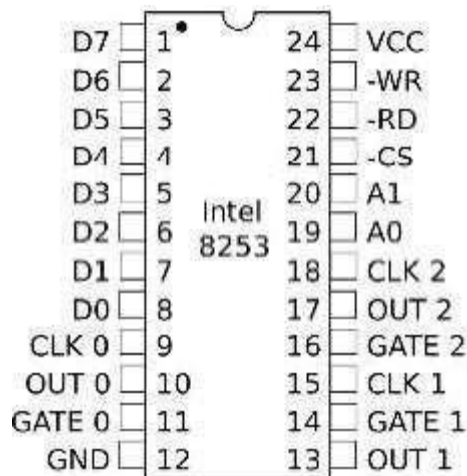 D7 1 24 VCC
D6 2 23 -WR
D5 3 22 -RD
D4 4 21 -CS
D3 5 20 A1
Intel
D2 6 19 A0
8253
D1 7 18 CLK 2
D0 8 17 OUT 2
CLK 0 9 16 GATE 2
OUT 0 10 15 CLK 1
GATE 0 11 14 GATE 1
GND 12 13 OUT 1